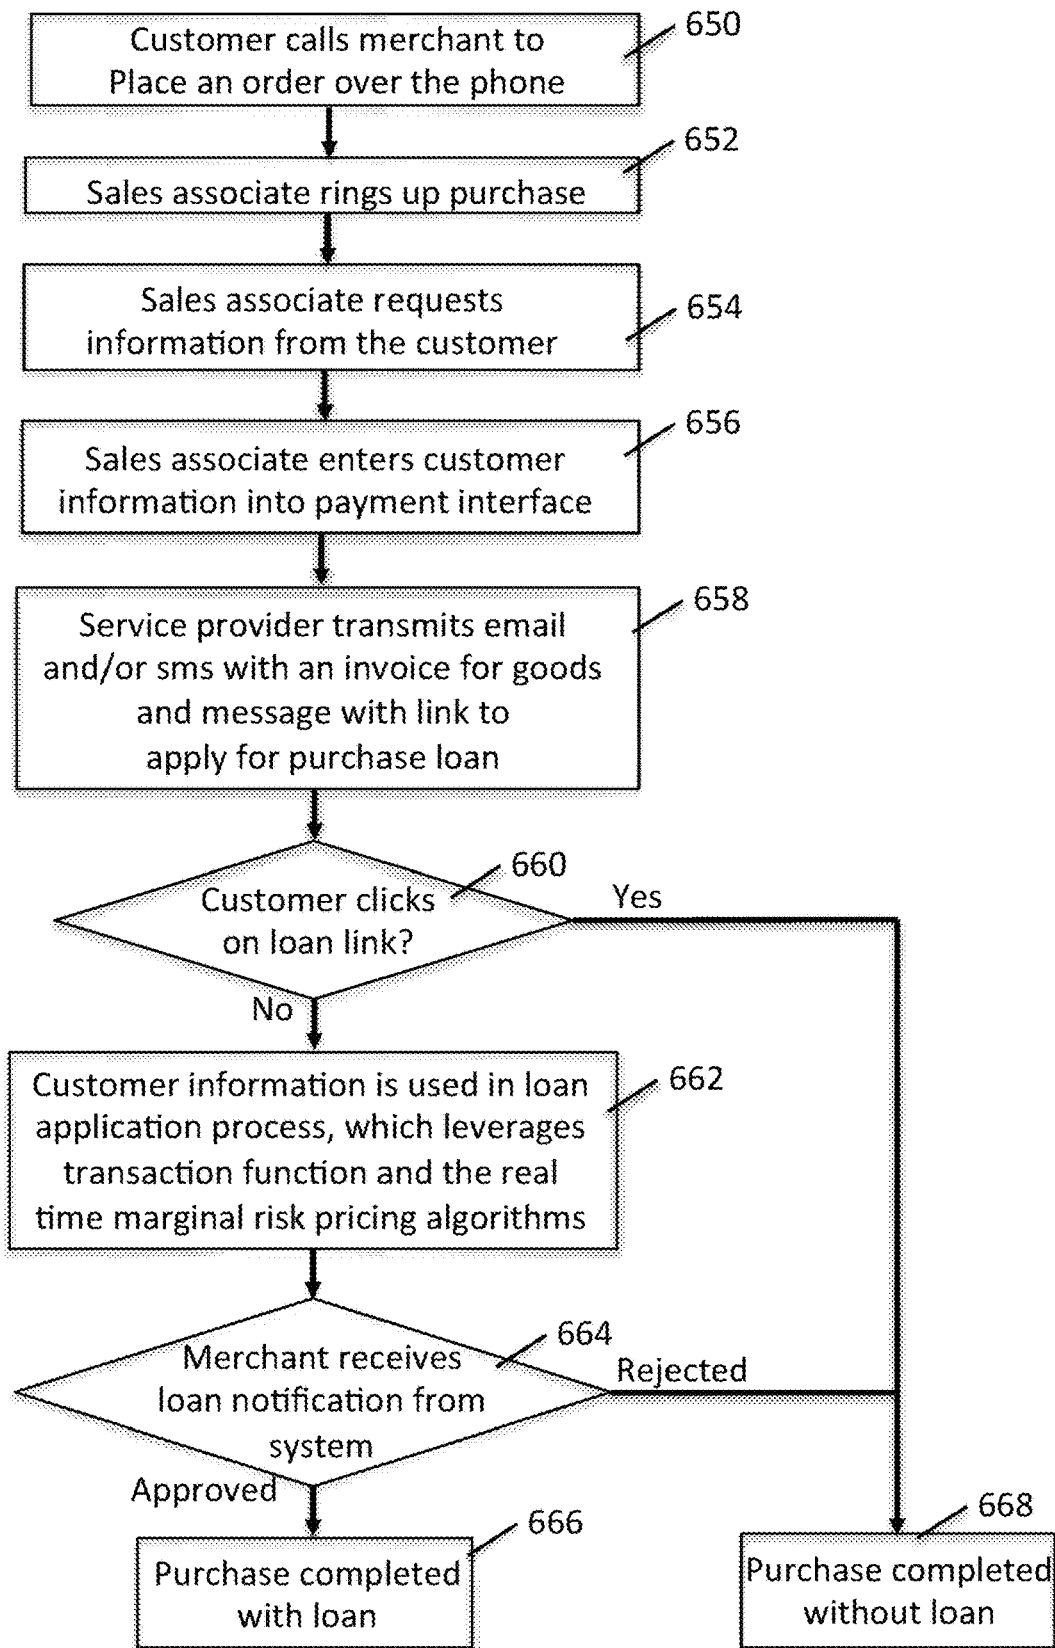 Customer calls merchant to
Place an order over the phone
650
Sales associate rings up purchase
652
Sales associate requests
information from the customer
654
Sales associate enters customer
information into payment interface
656
Service provider transmits email
and/or sms with an invoice for goods
and message with link to
apply for purchase loan
658
Customer clicks
on loan link?
660
Yes
No
Customer information is used in loan
application process, which leverages
transaction function and the real
time marginal risk pricing algorithms
662
Merchant receives
loan notification from
system
664
Rejected
Approved
Purchase completed
with loan
666
Purchase completed
without loan
668